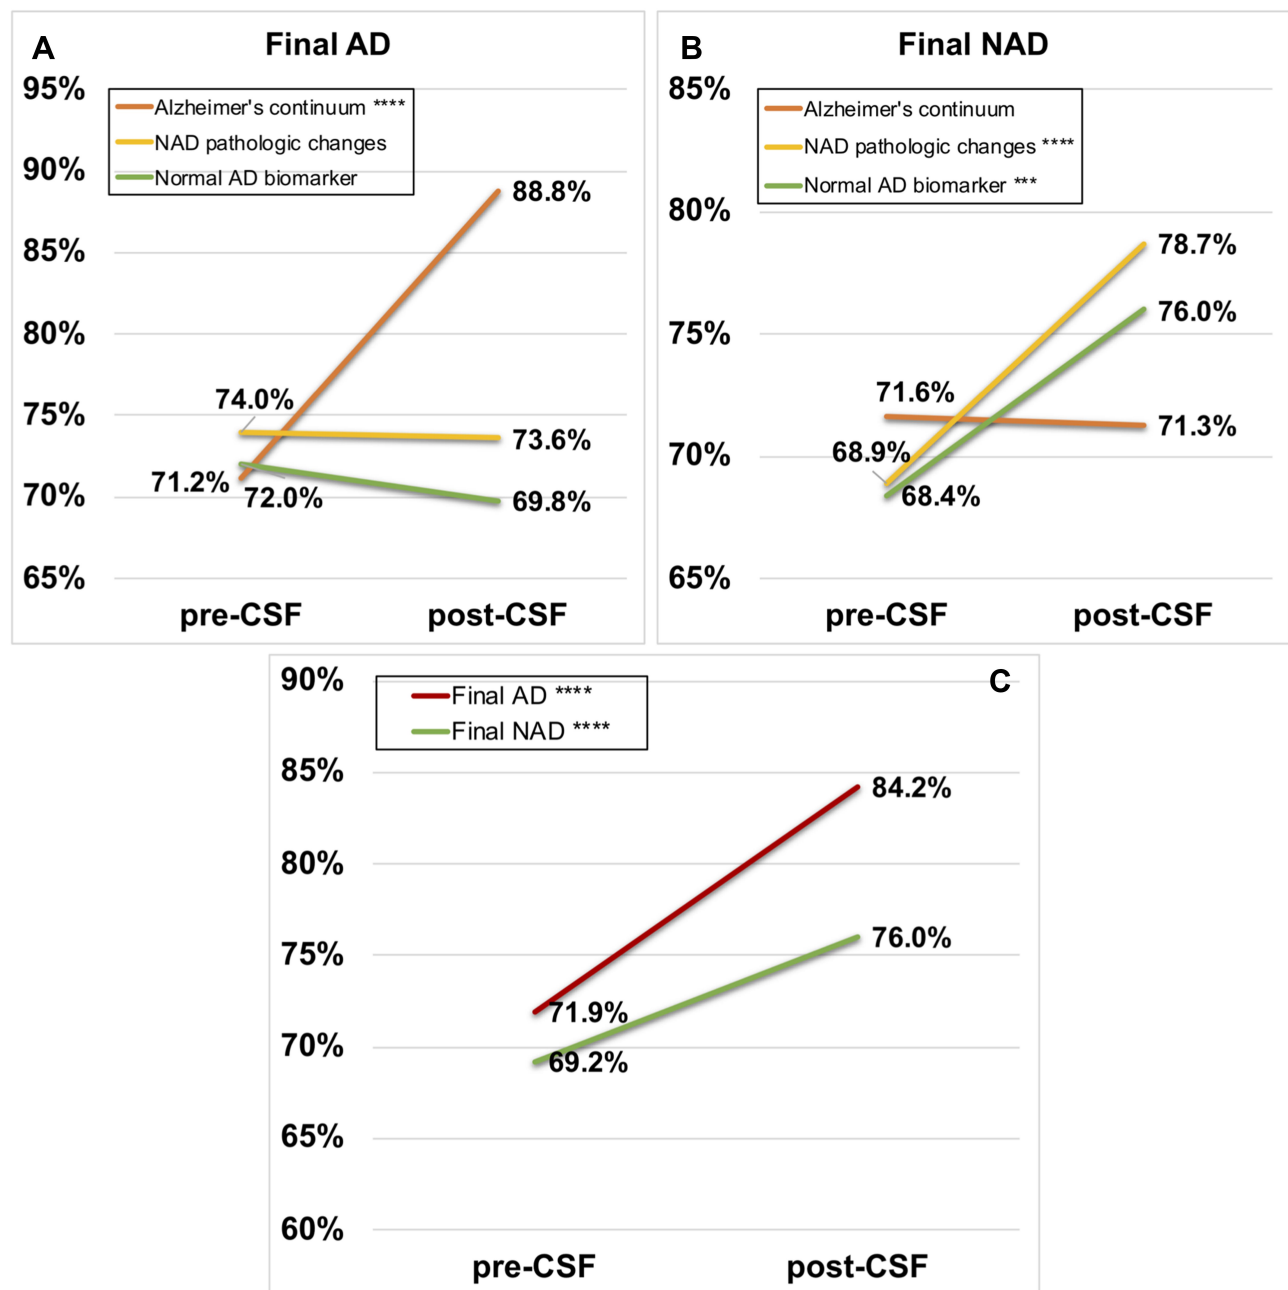 A
Final AD
95%
90%
85%
80%
75%
70%
65%
Alzheimer's continuum ****
NAD pathologic changes
Normal AD biomarker
88.8%
74.0%
73.6%
71.2%
72.0%
69.8%
pre-CSF
post-CSF
B
Final NAD
85%
80%
75%
70%
65%
Alzheimer's continuum
NAD pathologic changes ****
Normal AD biomarker ***
78.7%
76.0%
71.6%
71.3%
68.9%
68.4%
pre-CSF
post-CSF
C
90%
85%
80%
75%
70%
65%
60%
Final AD ****
Final NAD ****
84.2%
76.0%
71.9%
69.2%
pre-CSF
post-CSF